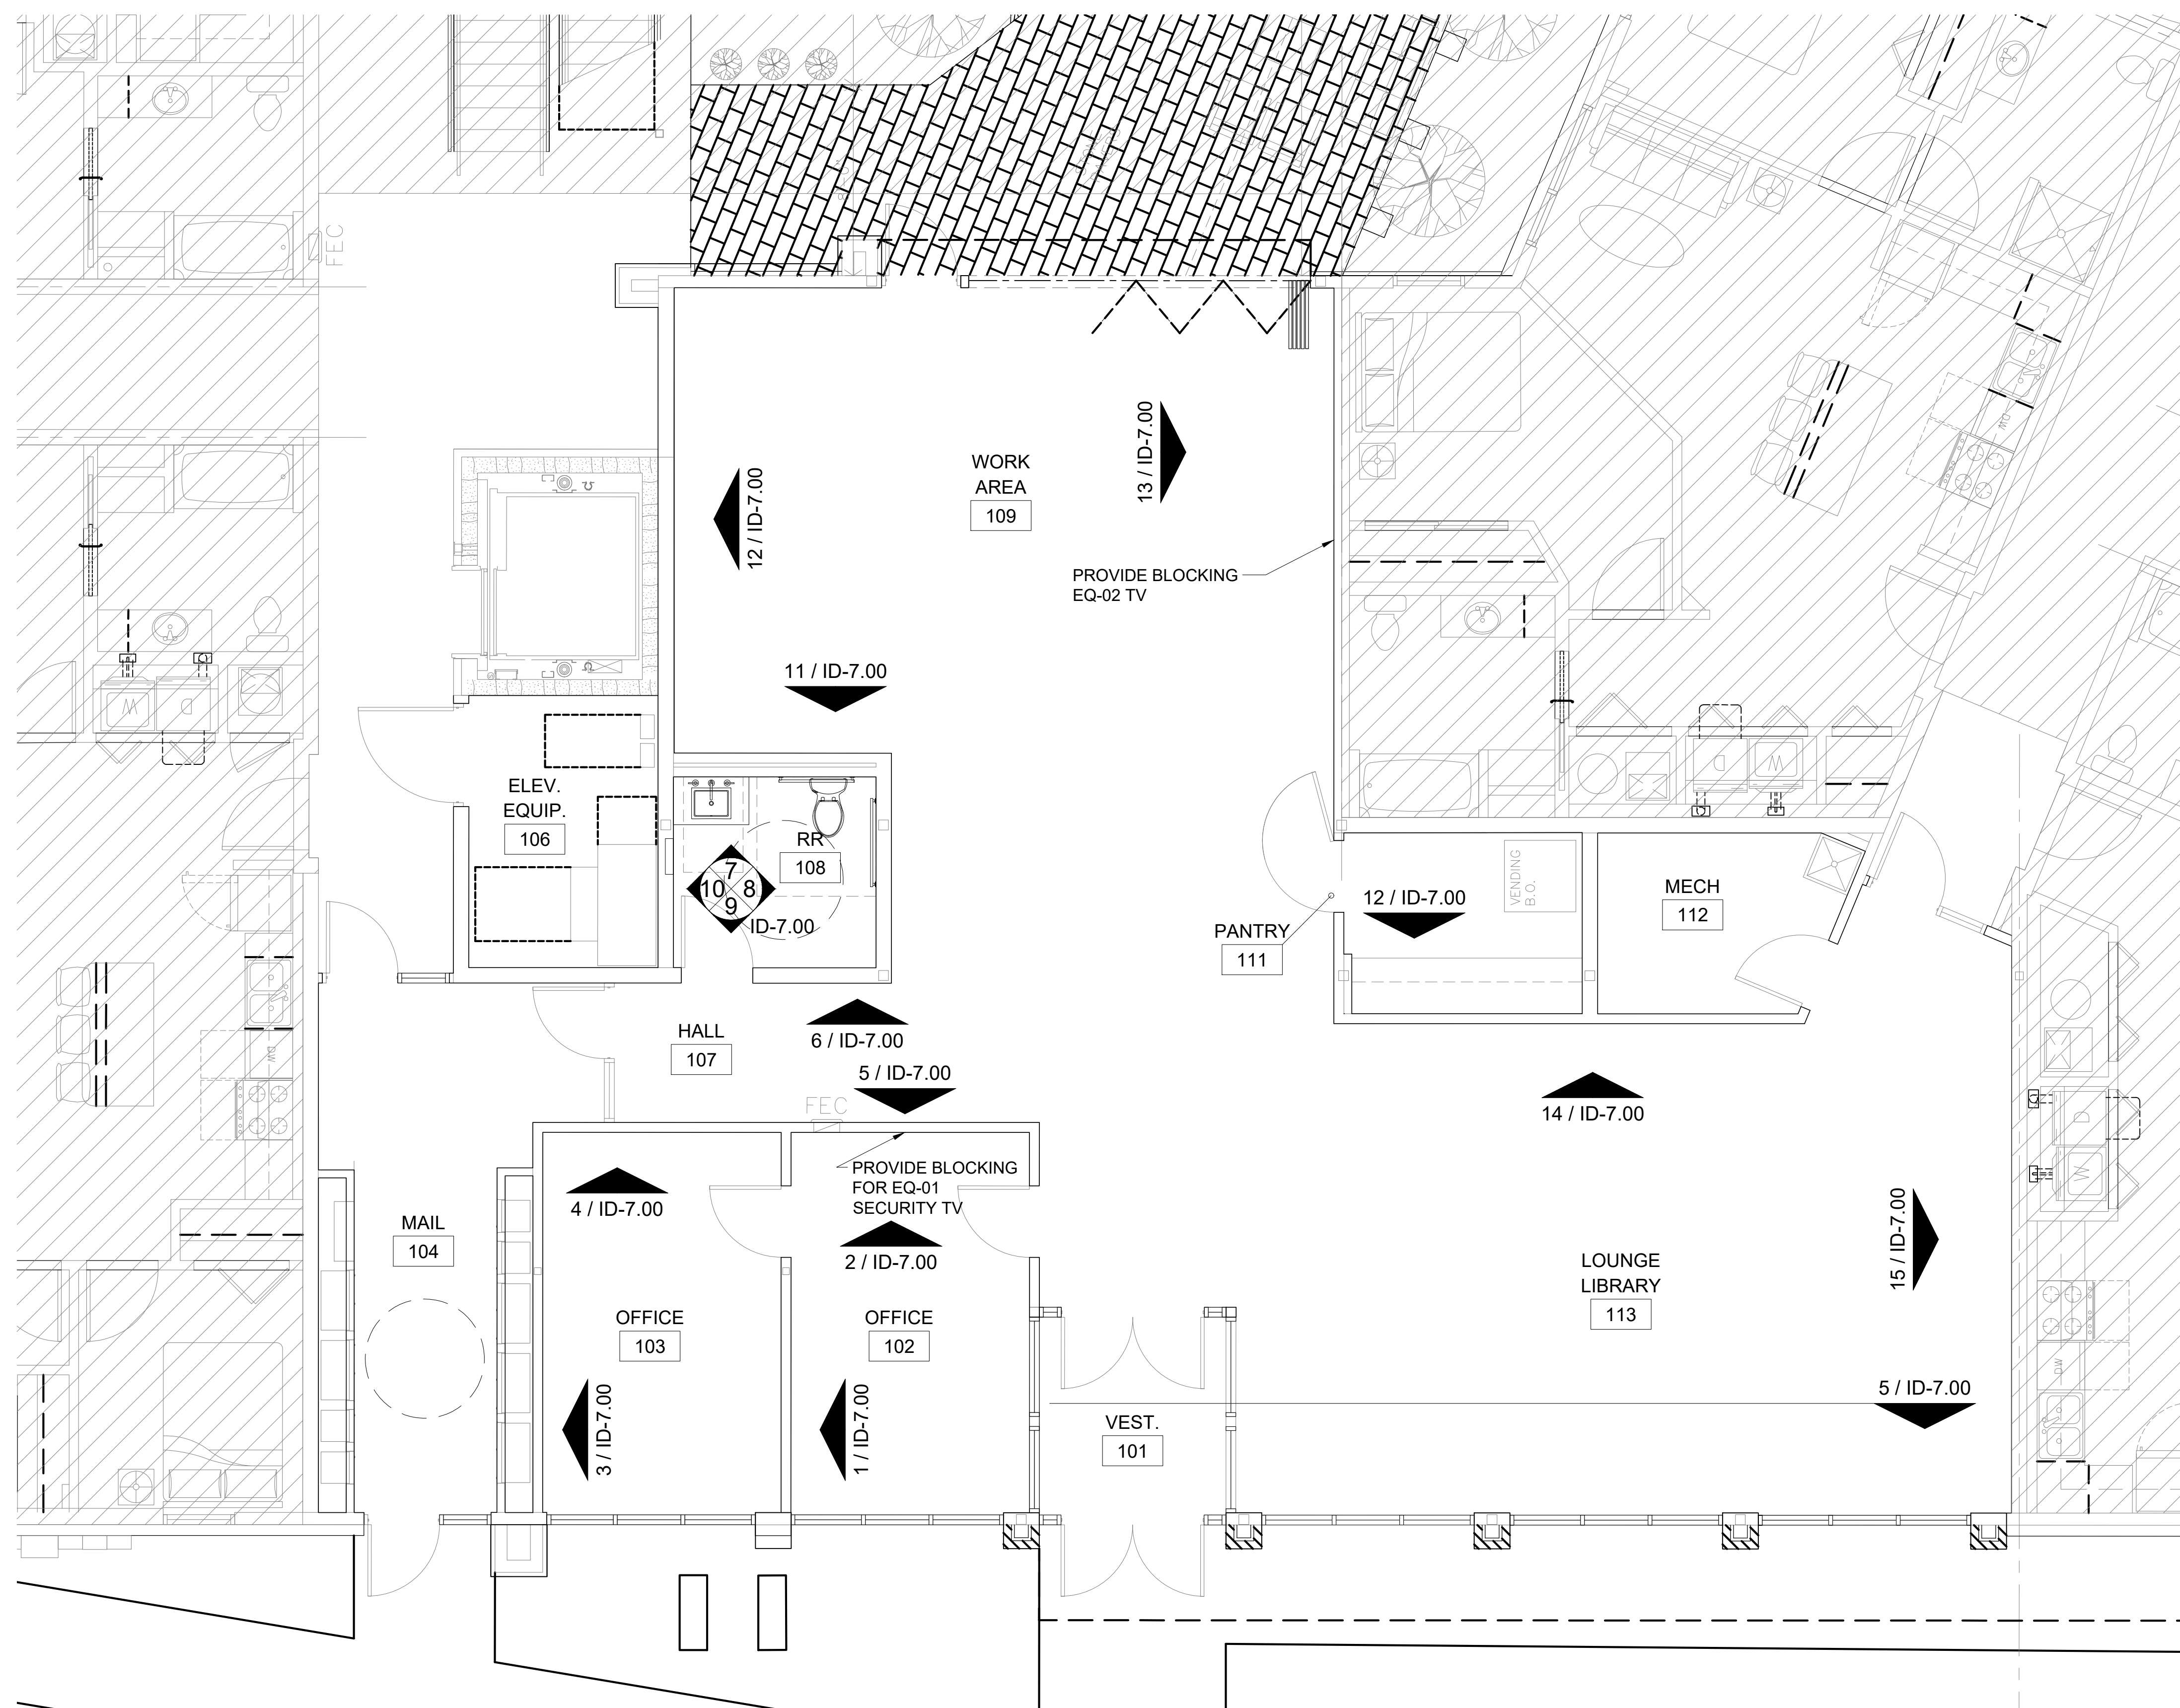 FEC
WORK
AREA
109
13 / ID-7.00
12 / ID-7.00
PROVIDE BLOCKING
EQ-02 TV
DW
11 / ID-7.00
W
D
D
W
ELEV.
EQUIP.
106
RR
108
7
10
8
9
ID-7.00
VENDING
B.O.
12 / ID-7.00
PANTRY
111
MECH
112
HALL
107
6 / ID-7.00
5 / ID-7.00
FEC
DW
14 / ID-7.00
D
W
PROVIDE BLOCKING
FOR EQ-01
SECURITY TV
4 / ID-7.00
2 / ID-7.00
MAIL
104
15 / ID-7.00
LOUNGE
LIBRARY
113
OFFICE
103
OFFICE
102
DW
3 / ID-7.00
1 / ID-7.00
5 / ID-7.00
VEST.
101